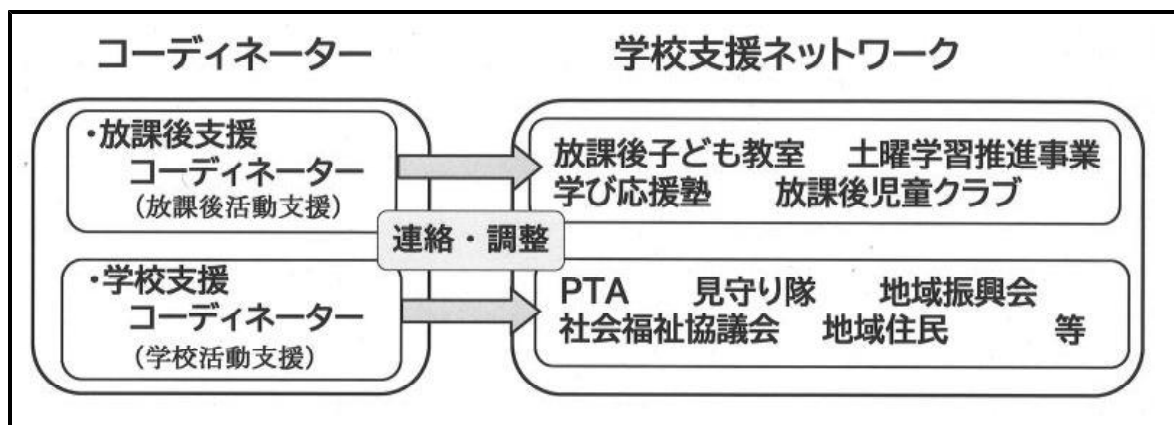 コーディネーター
学校支援ネットワーク
・放課後支援
コーディネーター
(放課後活動支援)
放課後子ども教室 土曜学習推進事業
学び応援塾 放課後児童クラブ
連絡・調整
・学校支援
コーディネーター
(学校活動支援)
PTA 見守り隊 地域振興会
社会福祉協議会 地域住民 等